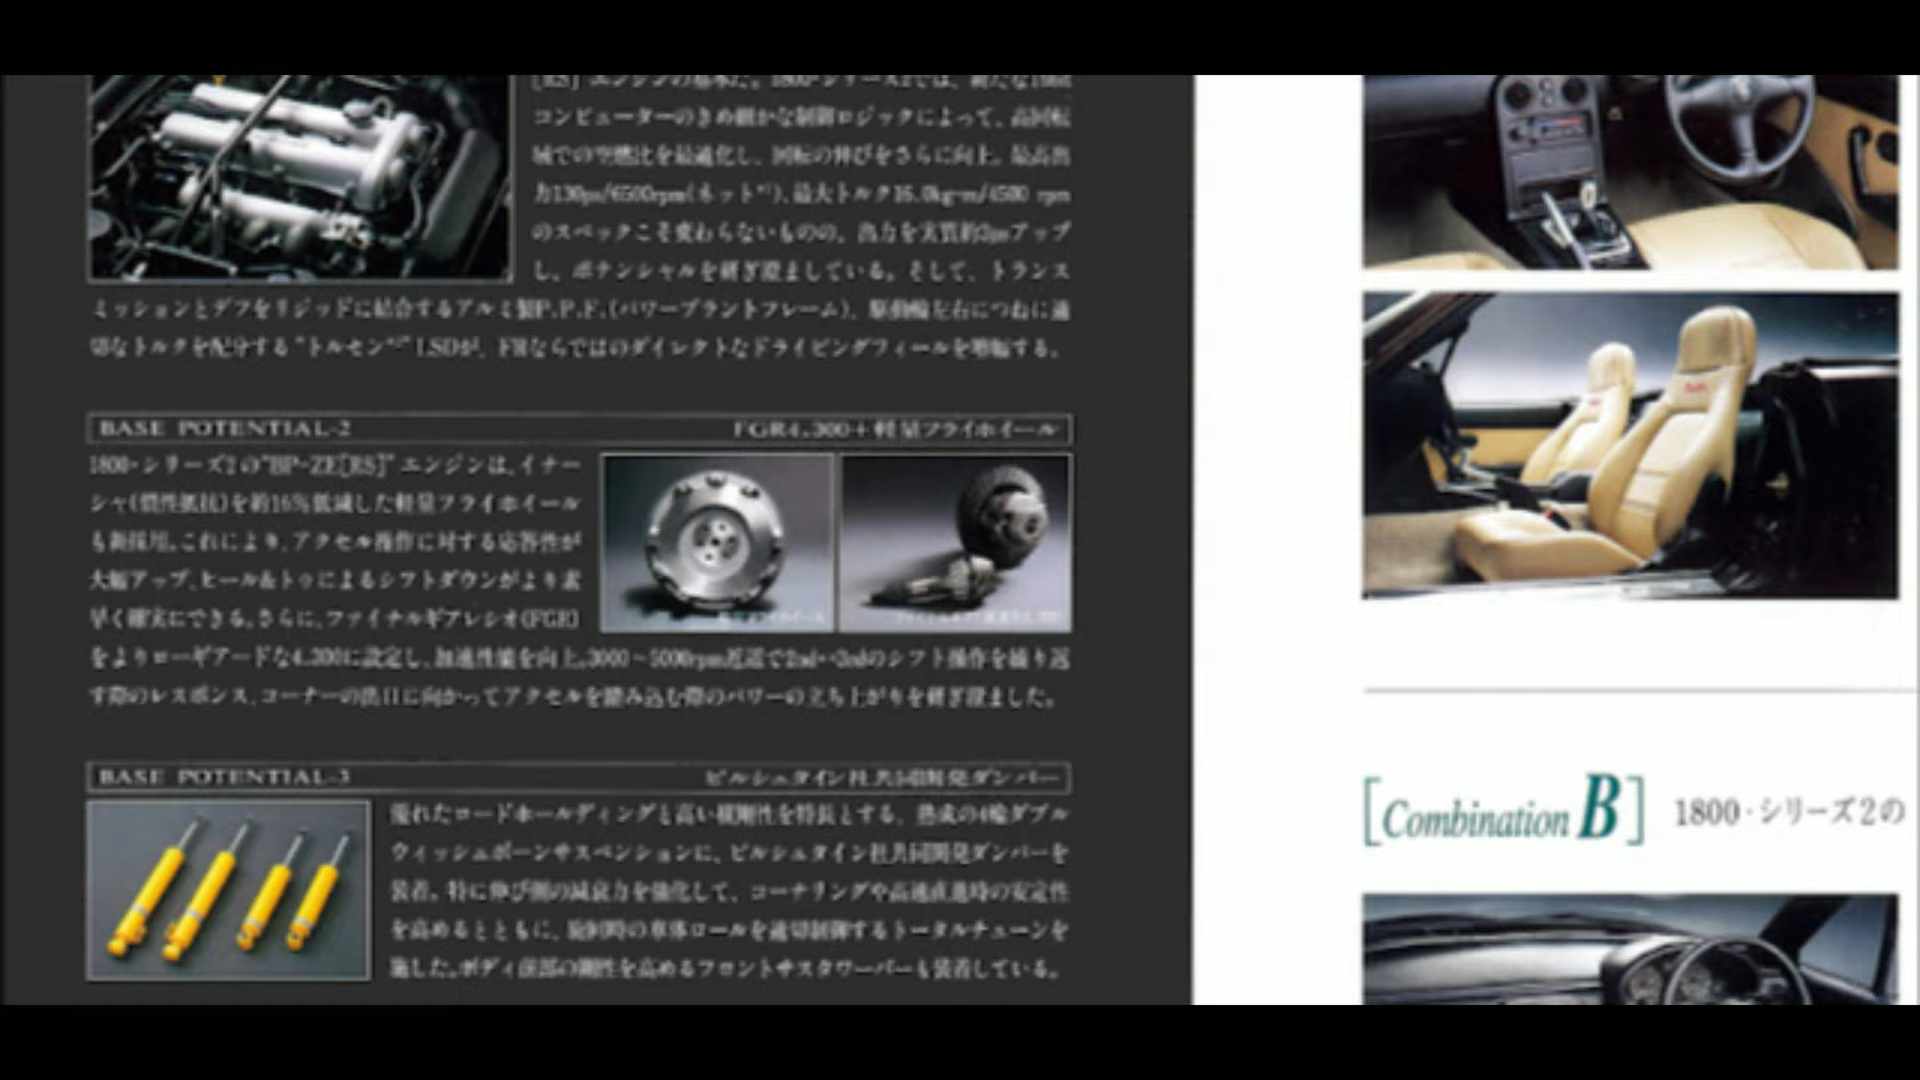 コンピューターのきめ細かな制御ロジックによって、高回転
域での空燃比を最適化し、回転の伸びをさらに向上。最高出
力130ps/6500rpm(ネット*¹)、最大トルク16.0kg-m/4500 rpm
のスペックこそ変わらないものの、出力を実質約3psアップ
し、ポテンシャルを研ぎ澄ましている。そして、トランス
ミッションとデフをリジッドに結合するアルミ製P.P.F.(パワープラントフレーム)、駆動輪左右につねに適
切なトルクを配分する"トルセン*²"LSDが、FRならではのダイレクトなドライビングフィールを増幅する。
BASE POTENTIAL-2 FGR4.300＋軽量フライホイール
1800・シリーズ2の"BP-ZE[RS]"エンジンは、イナー
シャ(慣性抵抗)を約16%低減した軽量フライホイール
も新採用。これにより、アクセル操作に対する応答性が
大幅アップ、ヒール&トゥによるシフトダウンがより素
早く確実にできる。さらに、ファイナルギアレシオ(FGR)
をよりローギアードな4.300に設定し、加速性能を向上。3000～5000rpm近辺で2nd↔3rdのシフト操作を繰り返
す際のレスポンス、コーナーの出口に向かってアクセルを踏み込む際のパワーの立ち上がりを研ぎ澄ました。
BASE POTENTIAL-3 ビルシュタイン社共同開発ダンパー
優れたロードホールディングと高い横剛性を特長とする、熟成の4輪ダブル
ウィッシュボーンサスペンションに、ビルシュタイン社共同開発ダンパーを
装着。特に伸び側の減衰力を強化して、コーナリングや高速直進時の安定性
を高めるとともに、旋回時の車体ロールを適切制御するトータルチューンを
施した。ボディ前部の剛性を高めるフロントサスタワーバーも装着している。
[Combination B] 1800・シリーズ2の